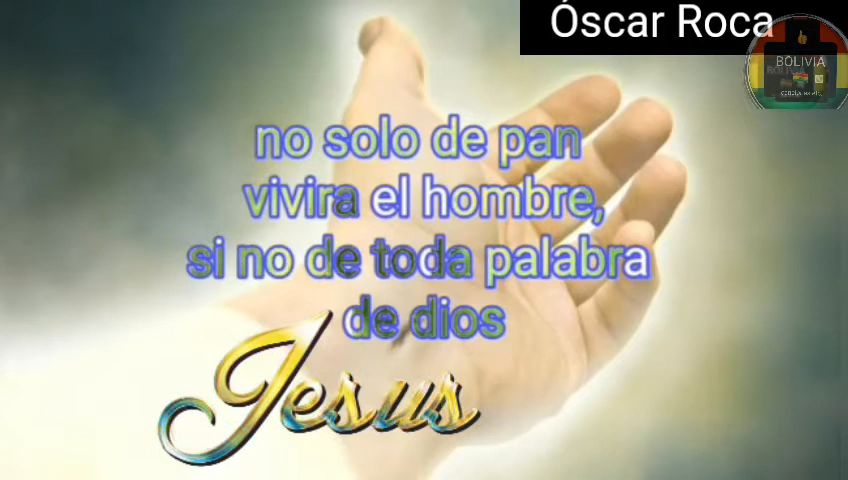 Óscar Roca
BOLIVIA
no solo de pan
vivira el hombre,
si no de toda palabra
de dios
Jesus